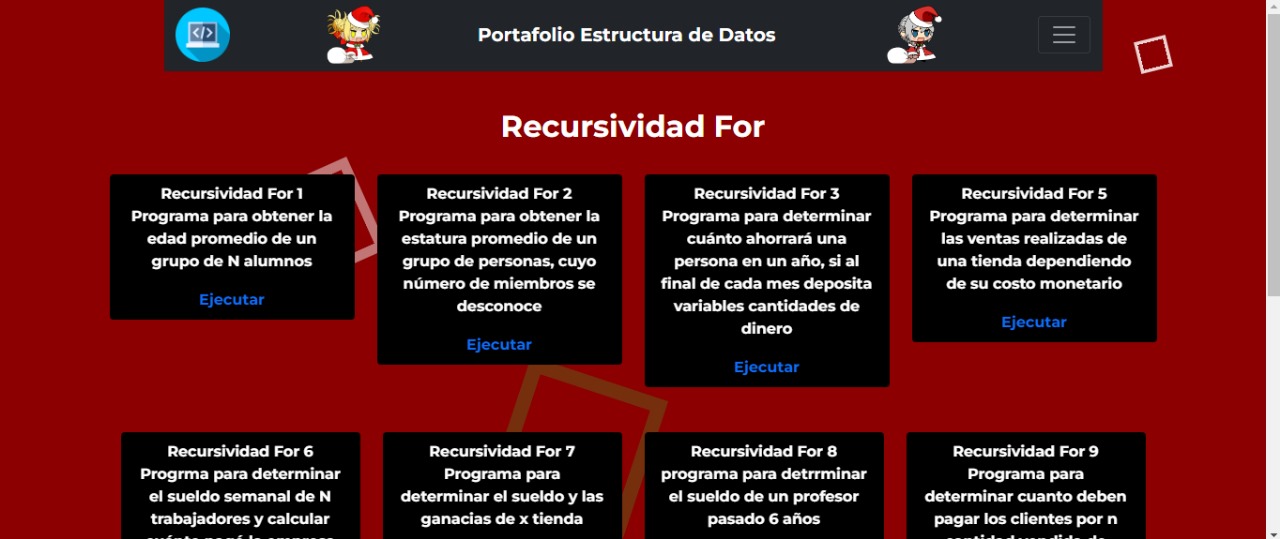 Portafolio Estructura de Datos
Recursividad For
Recursividad For 1
Programa para obtener la
edad promedio de un
grupo de N alumnos
Ejecutar
Recursividad For 2
Programa para obtener la
estatura promedio de un
grupo de personas, cuyo
número de miembros se
desconoce
Ejecutar
Recursividad For 3
Programa para determinar
cuánto ahorrará una
persona en un año, si al
final de cada mes deposita
variables cantidades de
dinero
Ejecutar
Recursividad For 5
Programa para determinar
las ventas realizadas de
una tienda dependiendo
de su costo monetario
Ejecutar
Recursividad For 6
Progrma para determinar
el sueldo semanal de N
trabajadores y calcular
cuánto pagó la empresa
Recursividad For 7
Programa para
determinar el sueldo y las
ganacias de x tienda
Recursividad For 8
programa para detrrminar
el sueldo de un profesor
pasado 6 años
Recursividad For 9
Programa para
determinar cuanto deben
pagar los clientes por n
cantidad vendida de